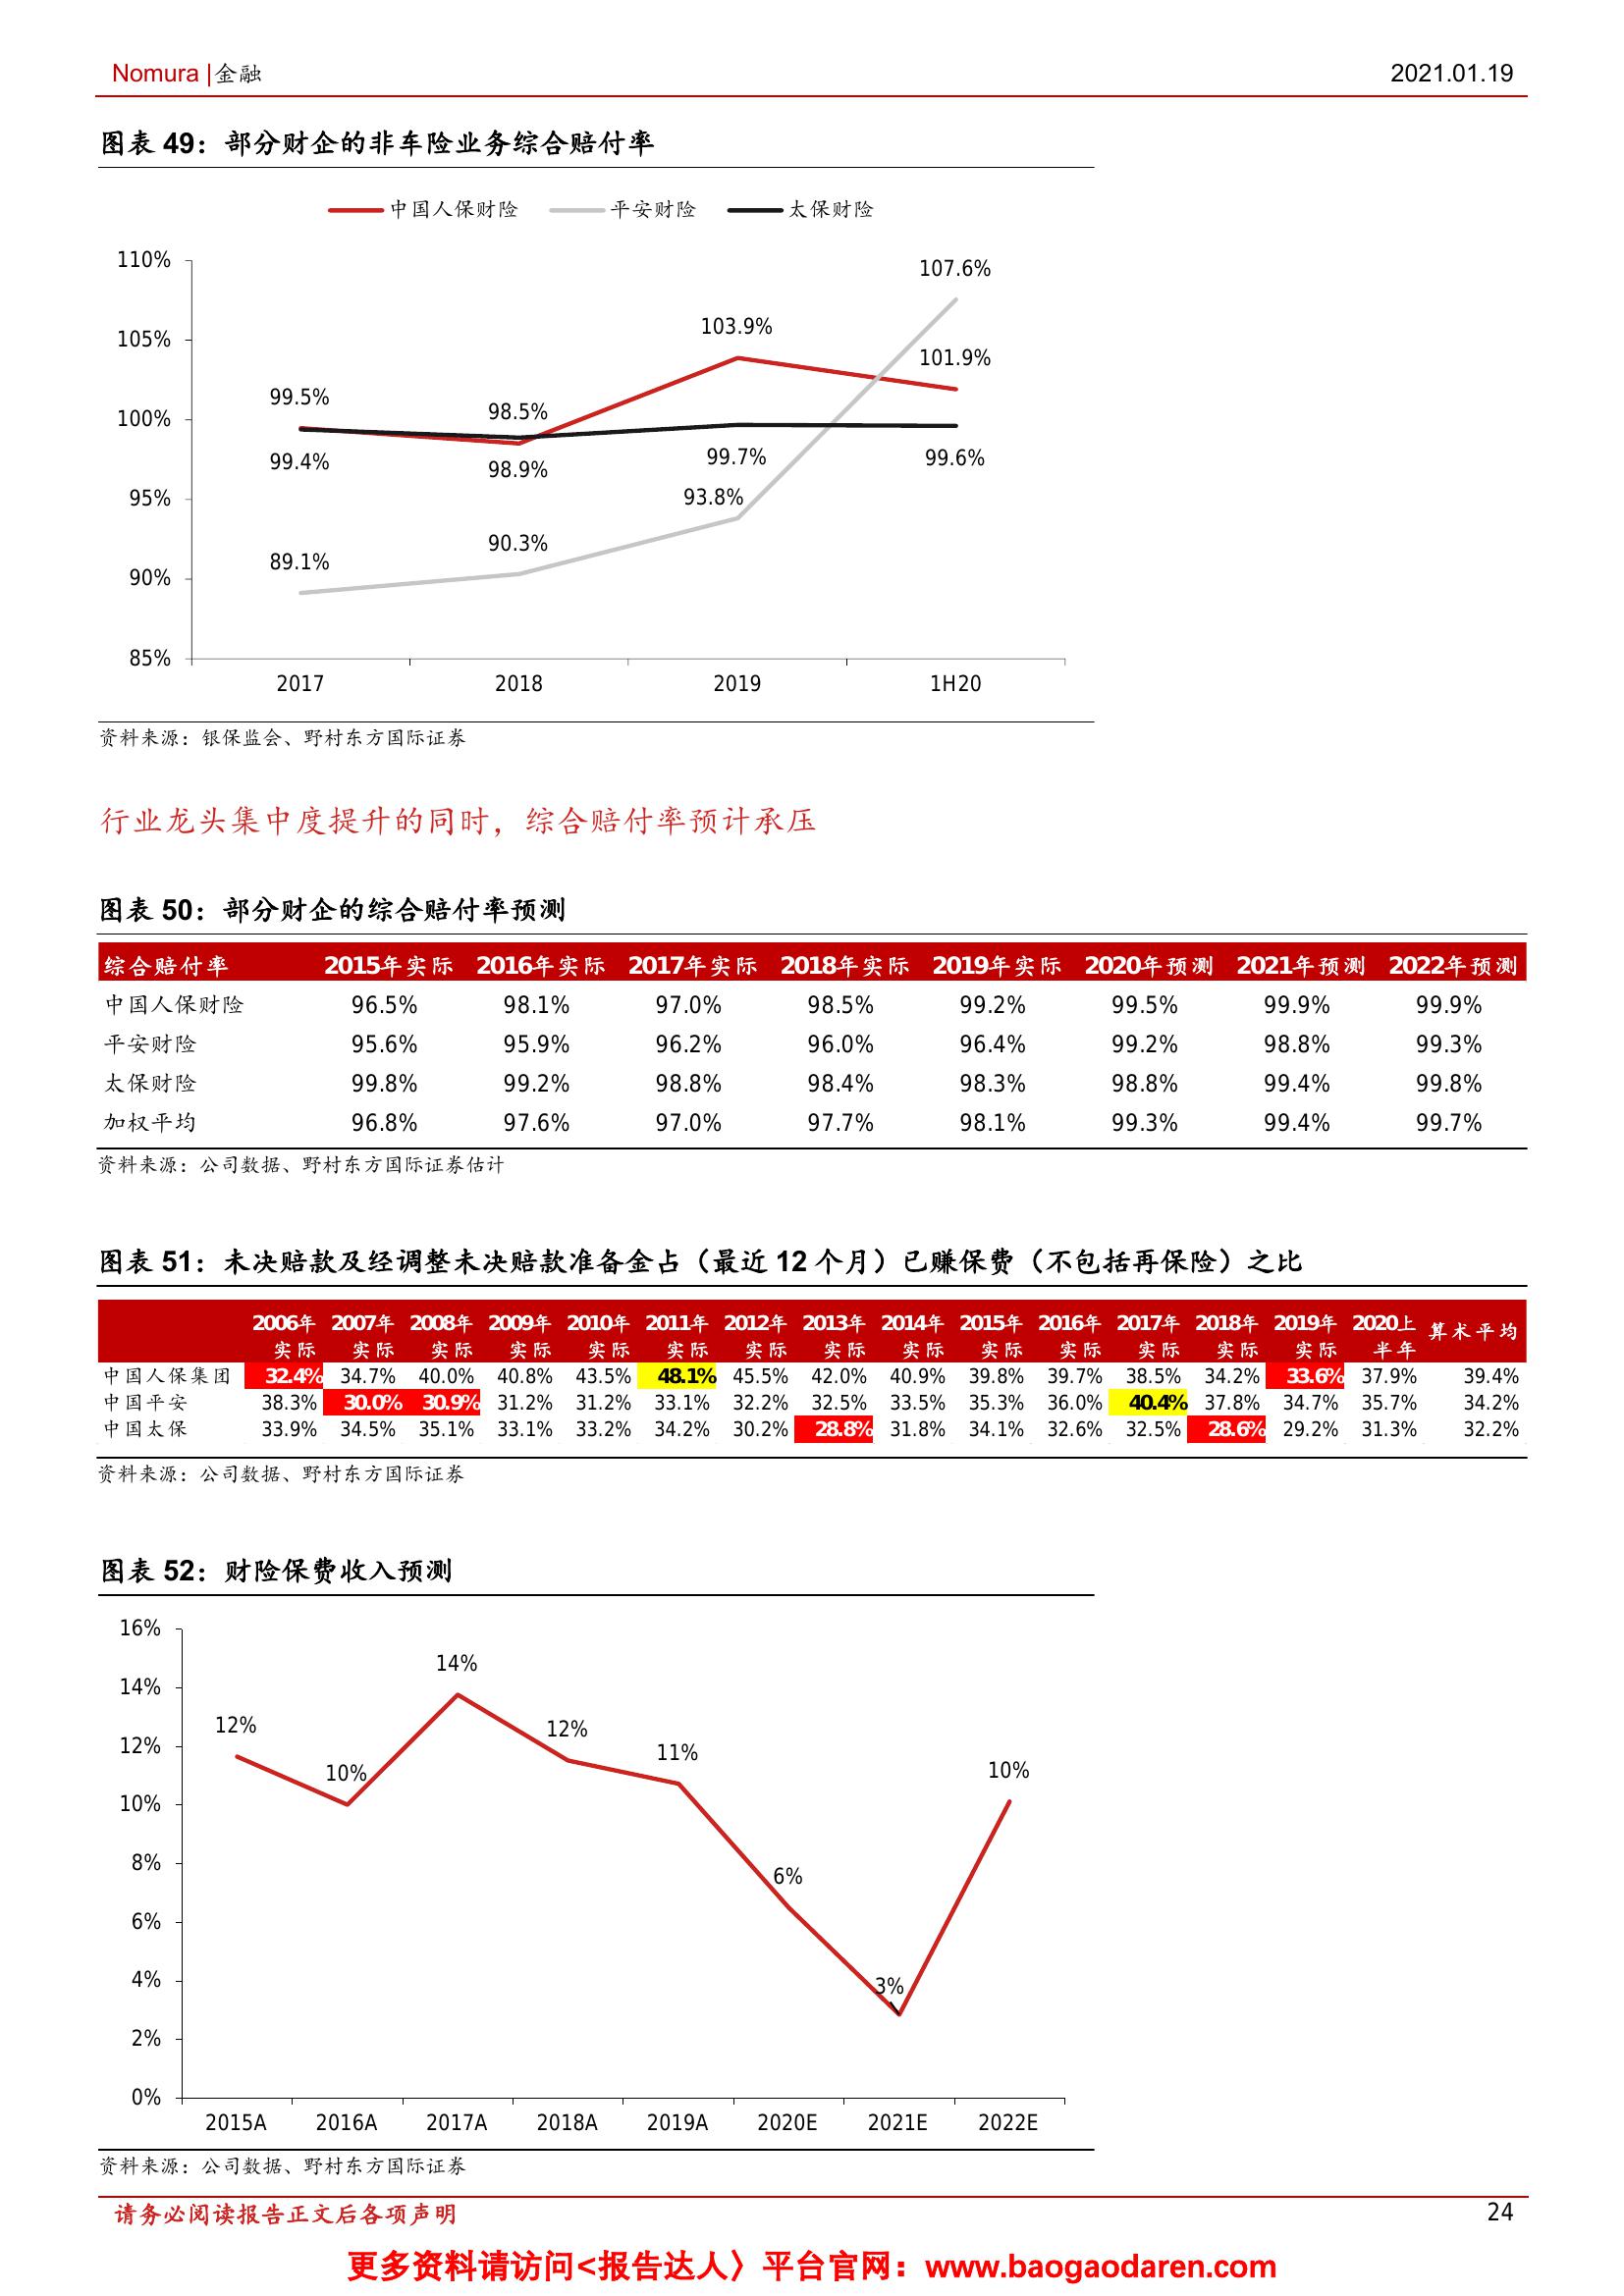 Nomura |金融 2021.01.19
图表 49：部分财企的非车险业务综合赔付率
中国人保财险 平安财险 太保财险
110%
107.6%
105%
103.9%
101.9%
100%
99.5%
98.5%
99.4%
98.9%
99.7%
99.6%
95%
93.8%
90%
90.3%
89.1%
85%
2017 2018 2019 1H20
资料来源：银保监会、野村东方国际证券
行业龙头集中度提升的同时，综合赔付率预计承压
图表 50：部分财企的综合赔付率预测
综合赔付率 2015年实际 2016年实际 2017年实际 2018年实际 2019年实际 2020年预测 2021年预测 2022年预测
中国人保财险 96.5% 98.1% 97.0% 98.5% 99.2% 99.5% 99.9% 99.9%
平安财险 95.6% 95.9% 96.2% 96.0% 96.4% 99.2% 98.8% 99.3%
太保财险 99.8% 99.2% 98.8% 98.4% 98.3% 98.8% 99.4% 99.8%
加权平均 96.8% 97.6% 97.0% 97.7% 98.1% 99.3% 99.4% 99.7%
资料来源：公司数据、野村东方国际证券估计
图表 51：未决赔款及经调整未决赔款准备金占（最近 12 个月）已赚保费（不包括再保险）之比
2006年 2007年 2008年 2009年 2010年 2011年 2012年 2013年 2014年 2015年 2016年 2017年 2018年 2019年 2020上 算术平均
实际 实际 实际 实际 实际 实际 实际 实际 实际 实际 实际 实际 实际 实际 半年
中国人保集团 32.4% 34.7% 40.0% 40.8% 43.5% 48.1% 45.5% 42.0% 40.9% 39.8% 39.7% 38.5% 34.2% 33.6% 37.9% 39.4%
中国平安 38.3% 30.0% 30.9% 31.2% 31.2% 33.1% 32.2% 32.5% 33.5% 35.3% 36.0% 40.4% 37.8% 34.7% 35.7% 34.2%
中国太保 33.9% 34.5% 35.1% 33.1% 33.2% 34.2% 30.2% 28.8% 31.8% 34.1% 32.6% 32.5% 28.6% 29.2% 31.3% 32.2%
资料来源：公司数据、野村东方国际证券
图表 52：财险保费收入预测
16%
14%
14%
12%
12%
12%
11%
10%
10%
10%
8%
6%
6%
4%
3%
2%
0%
2015A 2016A 2017A 2018A 2019A 2020E 2021E 2022E
资料来源：公司数据、野村东方国际证券
请务必阅读报告正文后各项声明 24
更多资料请访问<报告达人〉平台官网：www.baogaodaren.com